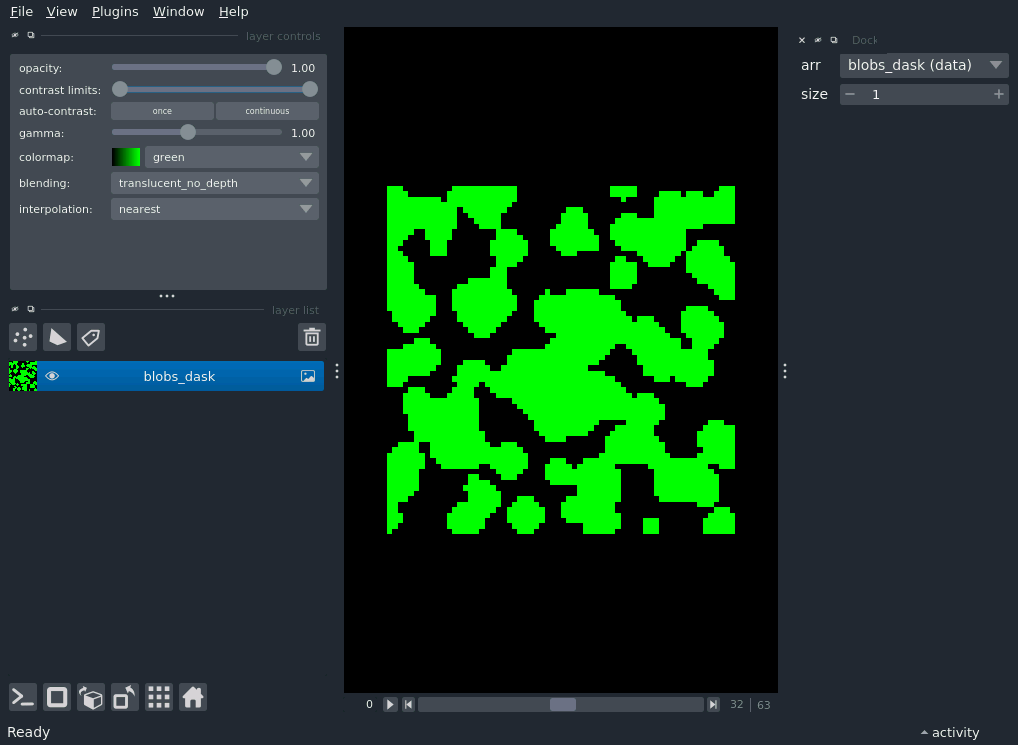 File View Plugins Window Help
layer controls
opacity: 1.00
contrast limits:
auto-contrast: once continuous
gamma: 1.00
colormap: green
blending: translucent_no_depth
interpolation: nearest
layer list
blobs_dask
0 32 | 63
Dock
arr blobs_dask (data)
size 1
Ready
activity